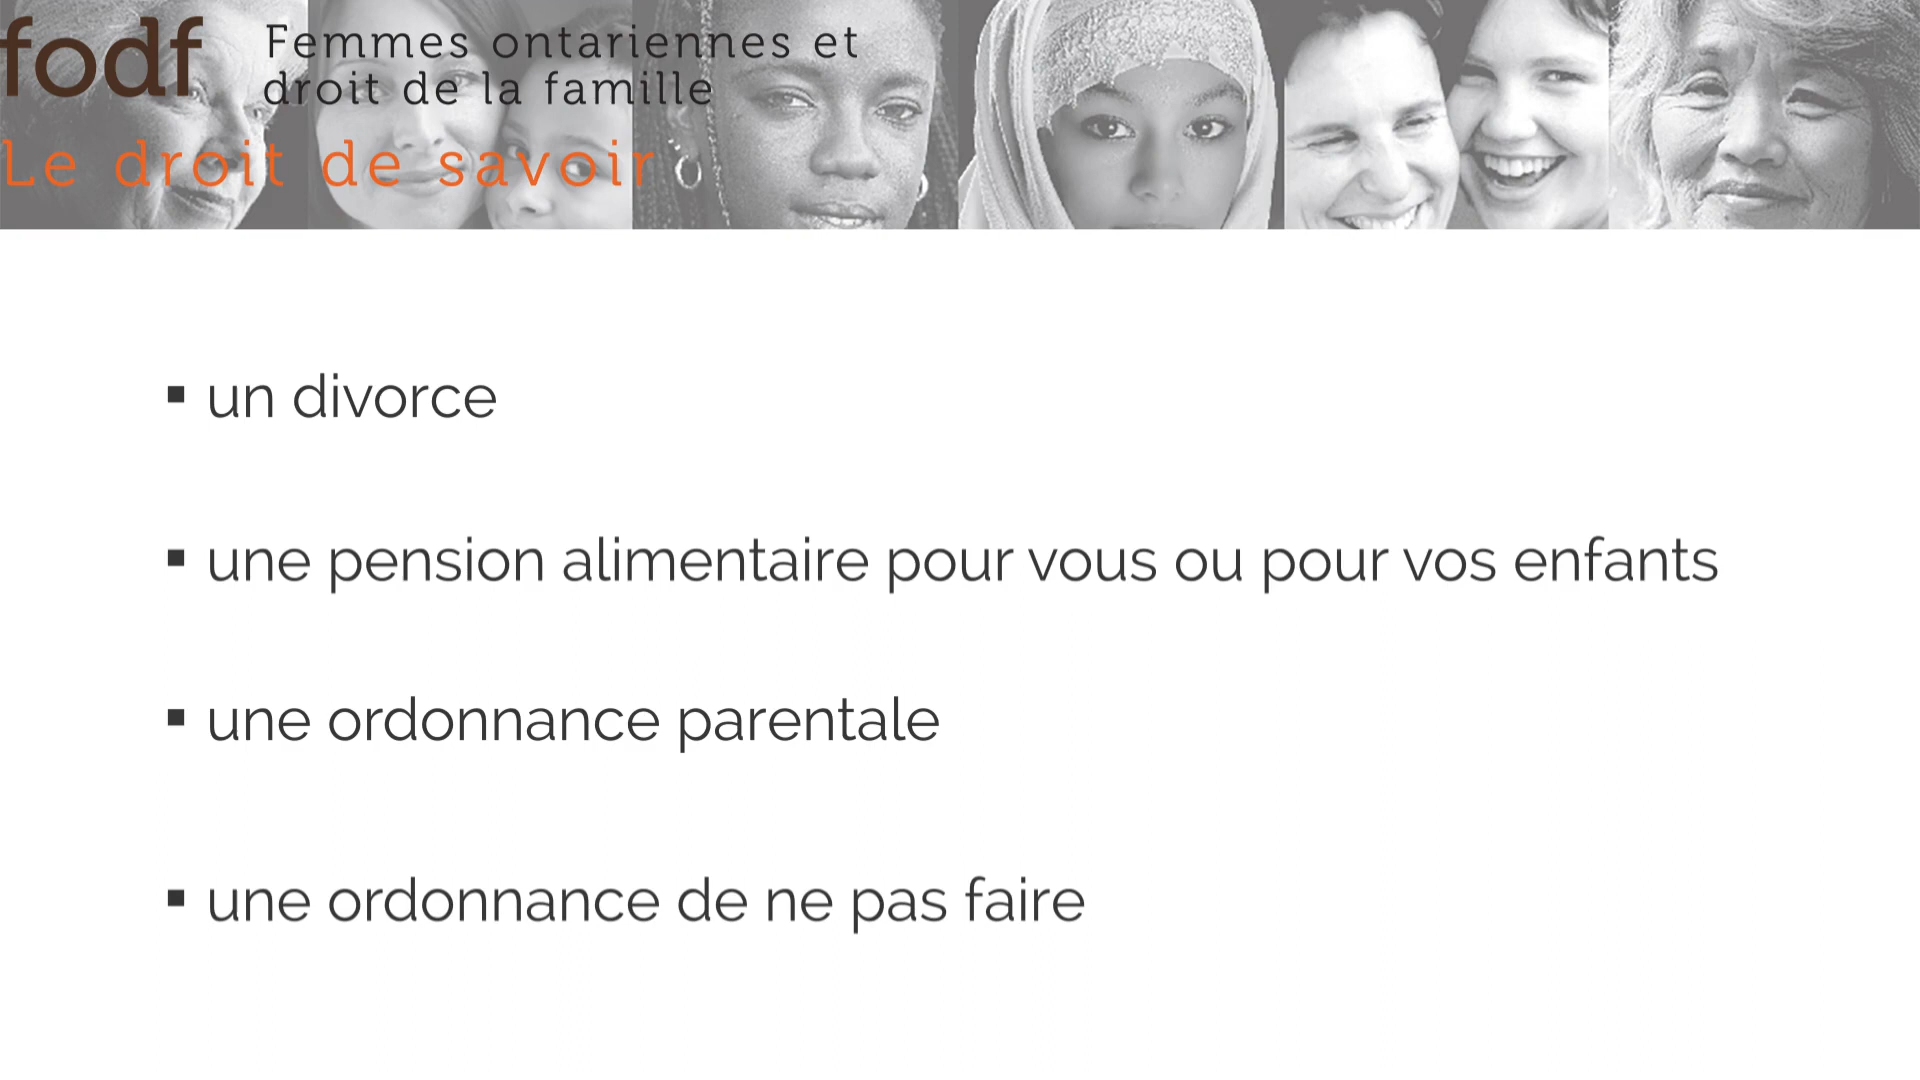 fodf
Femmes ontariennes et
droit de la famille
Le droit de savoir
▪ un divorce
▪ une pension alimentaire pour vous ou pour vos enfants
▪ une ordonnance parentale
▪ une ordonnance de ne pas faire